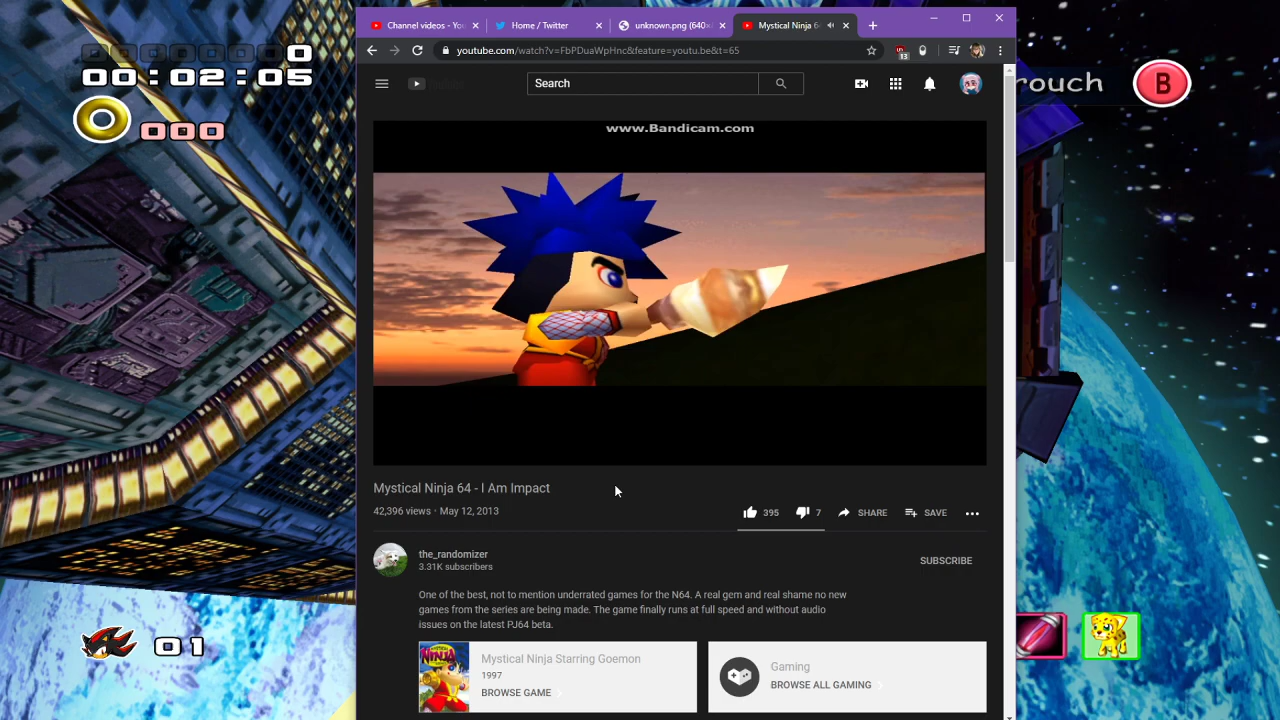 Channel videos - You
Home / Twitter
unknown.png (640×
Mystical Ninja 6
youtube.com/watch?v=FbPDuaWpHnc&feature=youtu.be&t=65
13
0
00:02:05
000
Search
rouch B
www.Bandicam.com
Mystical Ninja 64 - I Am Impact
42,396 views • May 12, 2013
395 7 SHARE SAVE
the_randomizer
3.31K subscribers
SUBSCRIBE
One of the best, not to mention underrated games for the N64. A real gem and real shame no new
games from the series are being made. The game finally runs at full speed and without audio
issues on the latest PJ64 beta.
01
Mystical Ninja Starring Goemon
1997
BROWSE GAME
Gaming
BROWSE ALL GAMING